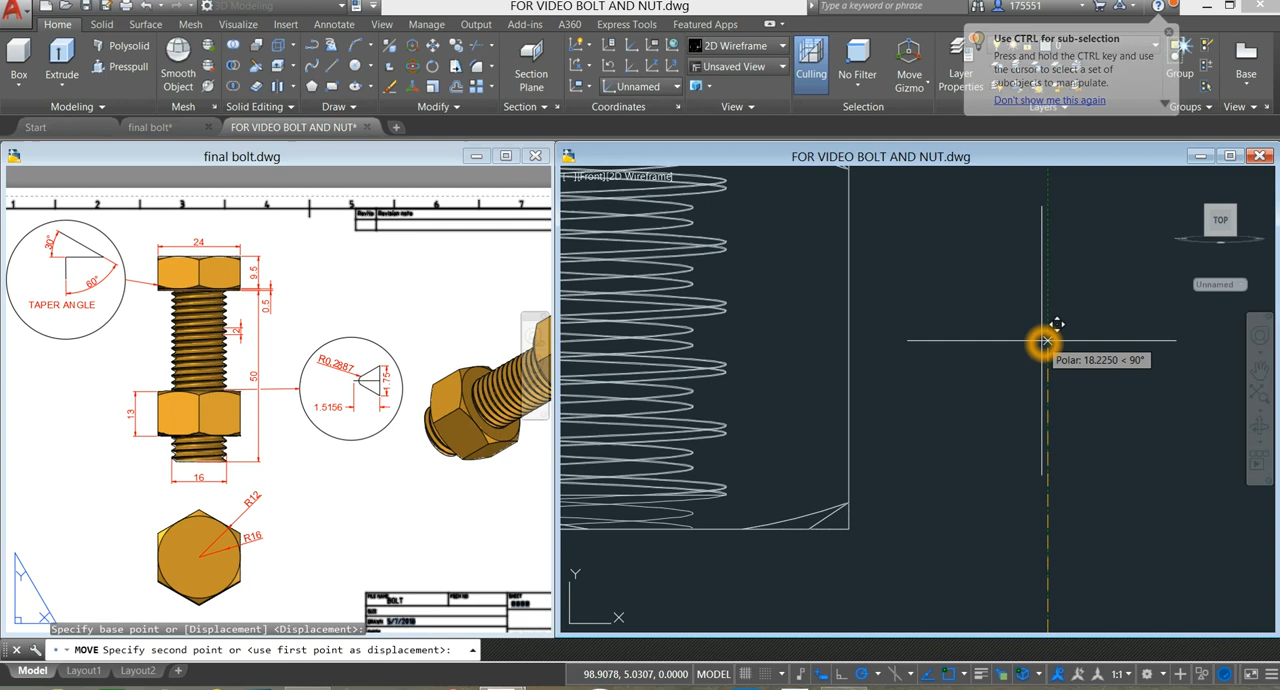 3D Modeling
FOR VIDEO BOLT AND NUT.dwg
Type a keyword or phrase
175551
Home Solid Surface Mesh Visualize Insert Annotate View Manage Output Add-ins A360 Express Tools Featured Apps
Box
Extrude
Polysolid
Presspull
Smooth
Object
Section
Plane
2D Wireframe
Unsaved View
Unnamed
Culling
No Filter
Move
Gizmo
Layer
Properties
Group
Base
Modeling Mesh Solid Editing Draw Modify Section Coordinates View Selection Layers Groups View
Use CTRL for sub-selection
Press and hold the CTRL key and use
the cursor to select a set of
subobjects to manipulate.
Don't show me this again
Start final bolt* FOR VIDEO BOLT AND NUT*
final bolt.dwg
FOR VIDEO BOLT AND NUT.dwg
1 2 3 4 5 6 7
RevNo Revision note
30°
60°
TAPER ANGLE
24
9.5
0.5
2
50
13
16
R0.2887
1.75
1.5156
R12
R16
BOLT
5/7/2018
Y
X
[−][Front][2D Wireframe]
TOP
Unnamed
Polar: 18.2250 < 90°
Y
X
Specify base point or [Displacement] <Displacement>:
MOVE Specify second point or <use first point as displacement>:
Model Layout1 Layout2 +
98.9078, 5.0307, 0.0000 MODEL 1:1